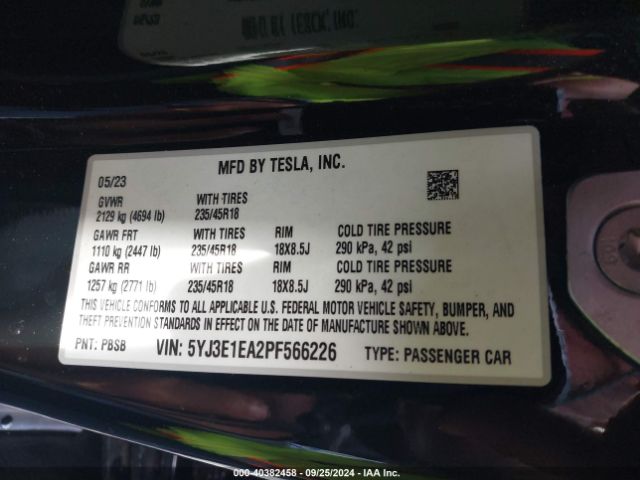 MFD BY TESLA, INC.
05/23
GVWR WITH TIRES
2129 kg (4694 lb) 235/45R18
GAWR FRT WITH TIRES RIM COLD TIRE PRESSURE
1110 kg (2447 lb) 235/45R18 18X8.5J 290 kPa, 42 psi
GAWR RR WITH TIRES RIM COLD TIRE PRESSURE
1257 kg (2771 lb) 235/45R18 18X8.5J 290 kPa, 42 psi
THIS VEHICLE CONFORMS TO ALL APPLICABLE U.S. FEDERAL MOTOR VEHICLE SAFETY, BUMPER, AND
THEFT PREVENTION STANDARDS IN EFFECT ON THE DATE OF MANUFACTURE SHOWN ABOVE.
PNT: PBSB VIN: 5YJ3E1EA2PF566226 TYPE: PASSENGER CAR
000-40382458 - 09/25/2024 - IAA Inc.